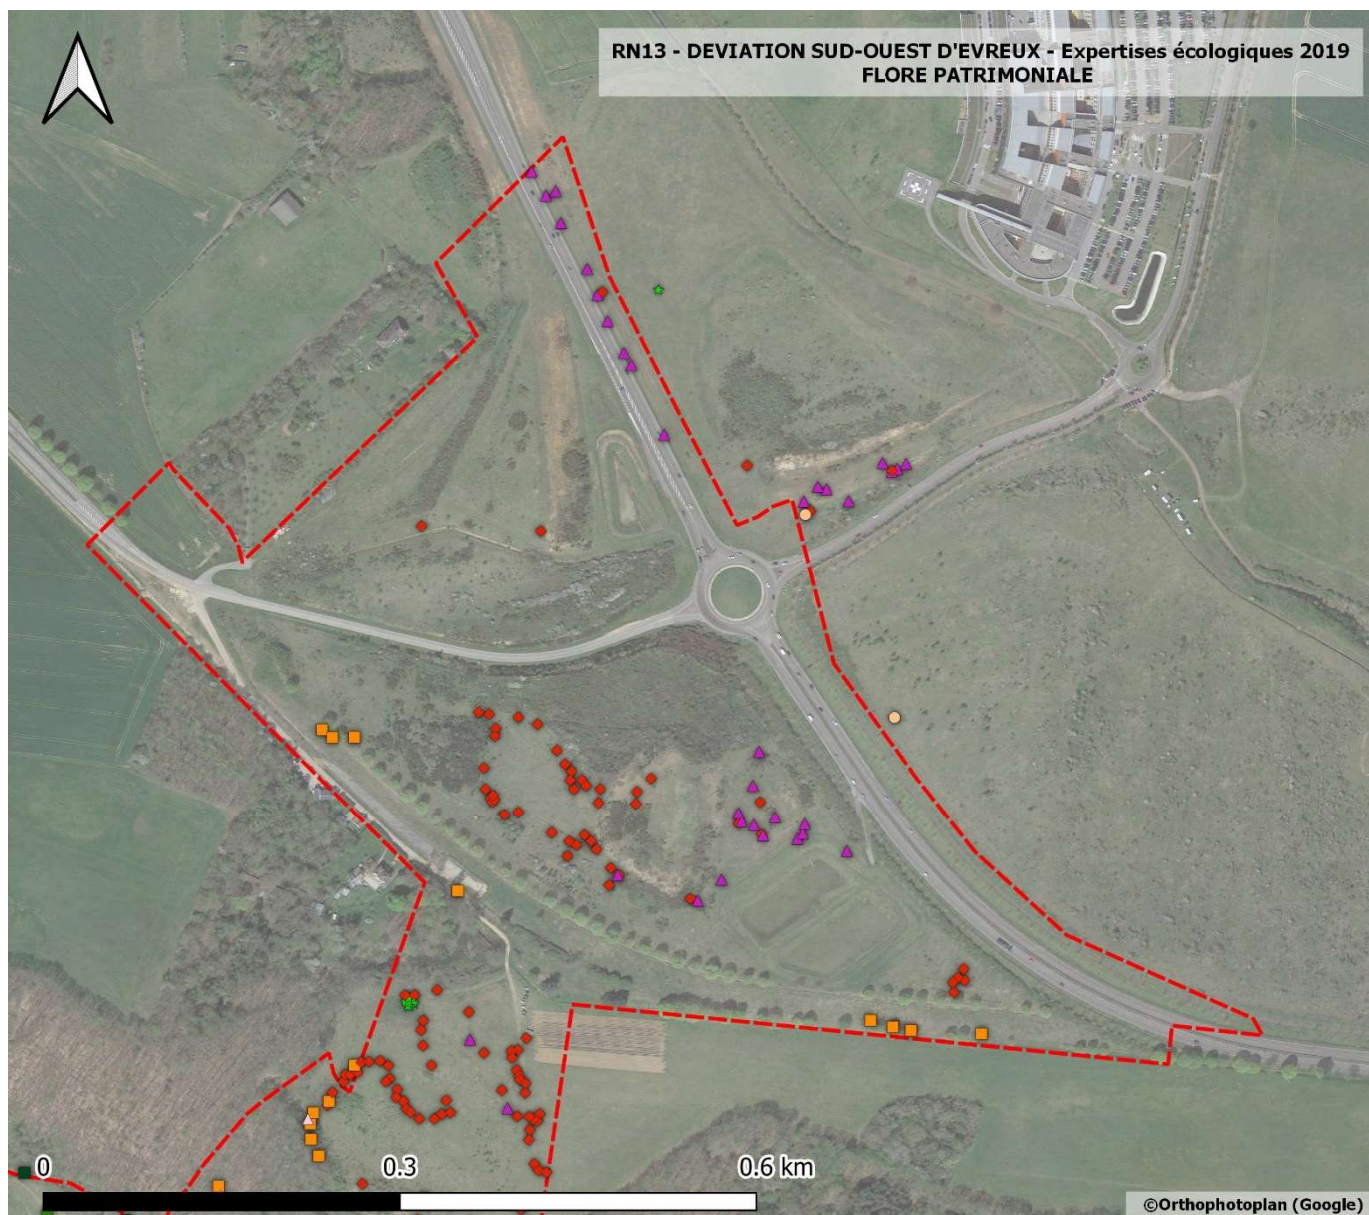 RN13 - DEVIATION SUD-OUEST D'EVREUX - Expertises écologiques 2019
FLORE PATRIMONIALE
0 0.3 0.6 km
©Orthophotoplan (Google)